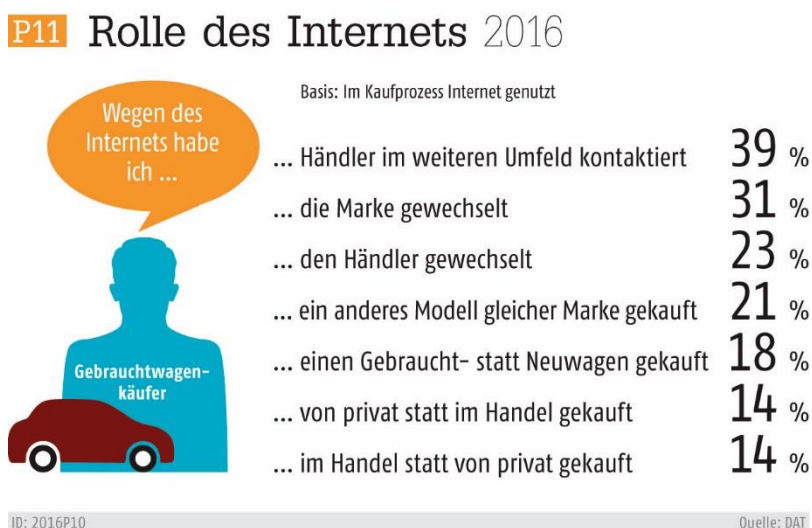 P11 Rolle des Internets 2016
Basis: Im Kaufprozess Internet genutzt
Wegen des
Internets habe
ich ...
... Händler im weiteren Umfeld kontaktiert 39 %
... die Marke gewechselt 31 %
... den Händler gewechselt 23 %
... ein anderes Modell gleicher Marke gekauft 21 %
... einen Gebraucht- statt Neuwagen gekauft 18 %
... von privat statt im Handel gekauft 14 %
... im Handel statt von privat gekauft 14 %
Gebrauchtwagen-
käufer
ID: 2016P10 Quelle: DAT